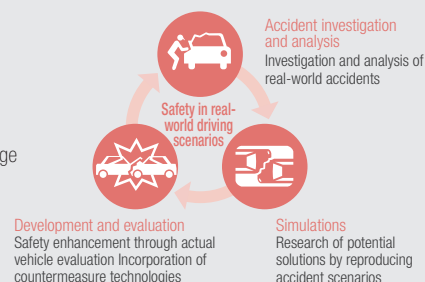 Accident investigation
and analysis
Investigation and analysis of
real-world accidents
Safety in real-
world driving
scenarios
ge
Development and evaluation
Safety enhancement through actual
vehicle evaluation Incorporation of
countermeasure technologies
Simulations
Research of potential
solutions by reproducing
accident scenarios